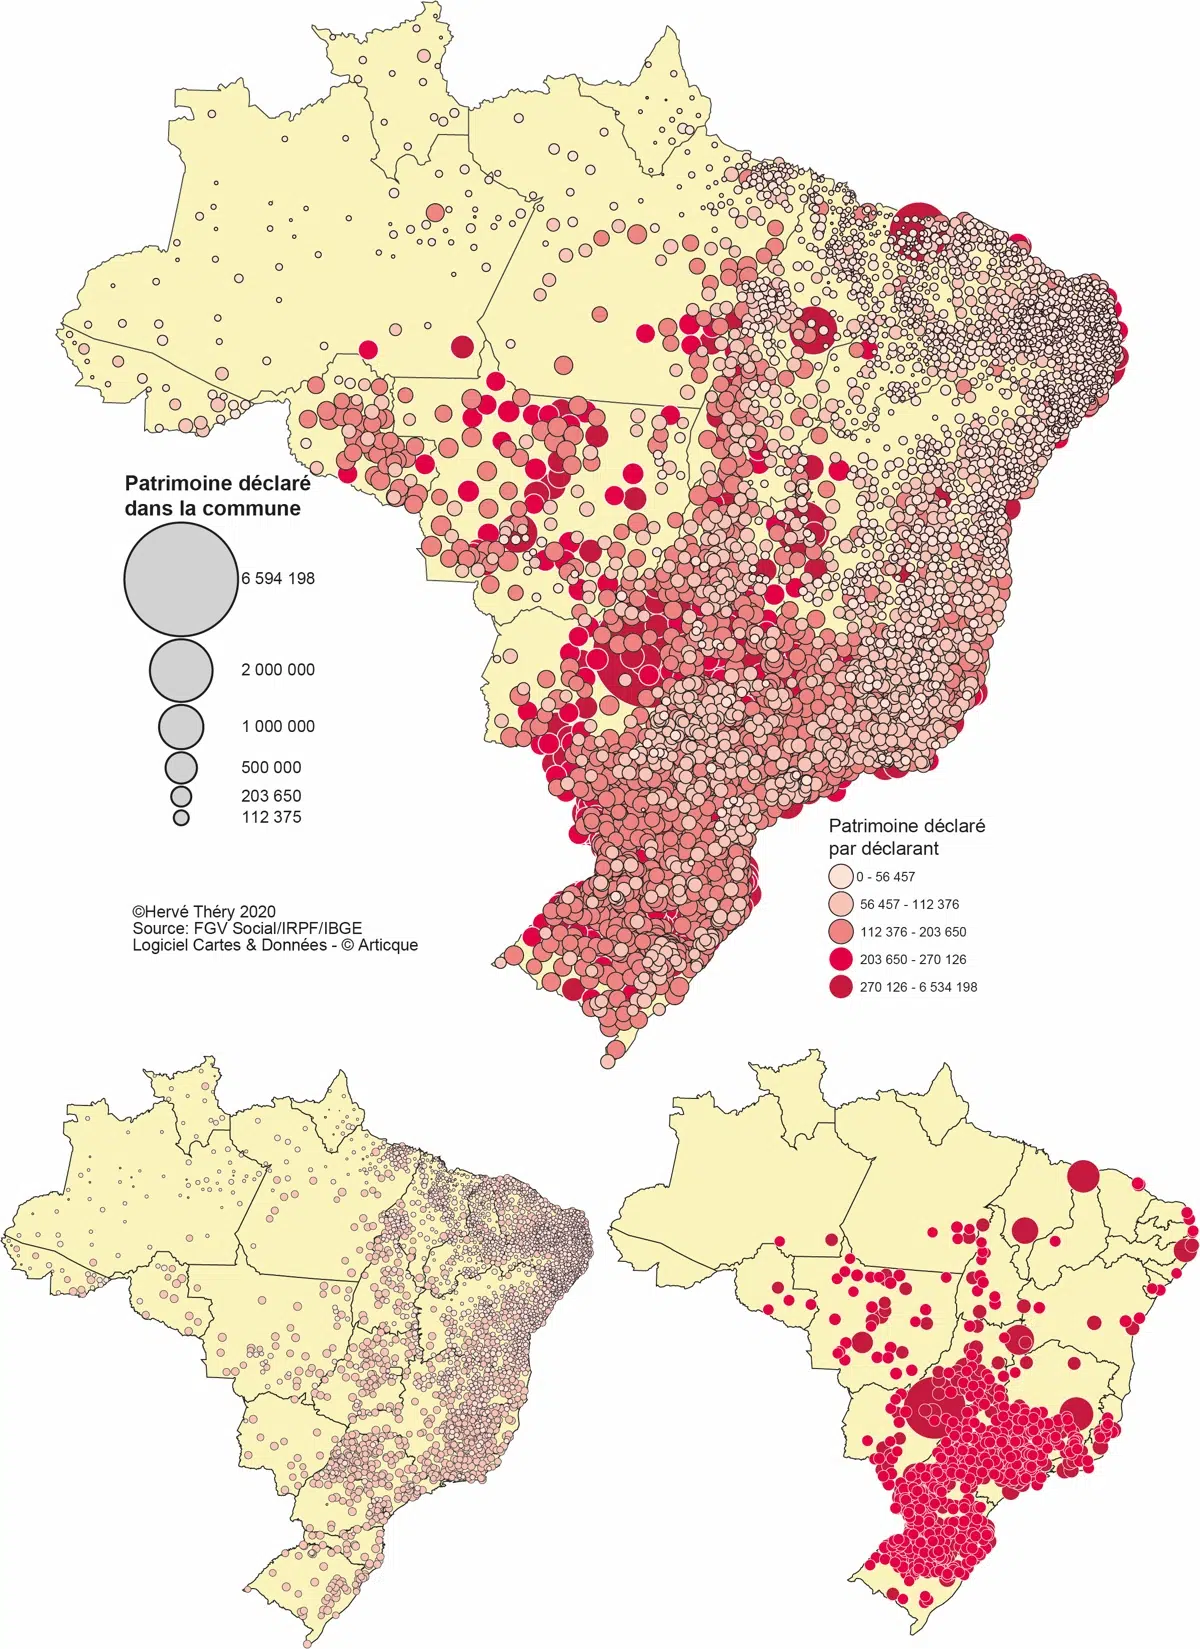 Patrimoine déclaré
dans la commune
6 594 198
2 000 000
1 000 000
500 000
203 650
112 375
Patrimoine déclaré
par déclarant
0 - 56 457
56 457 - 112 376
112 376 - 203 650
203 650 - 270 126
270 126 - 6 534 198
©Hervé Théry 2020
Source: FGV Social/IRPF/IBGE
Logiciel Cartes & Données - © Articque